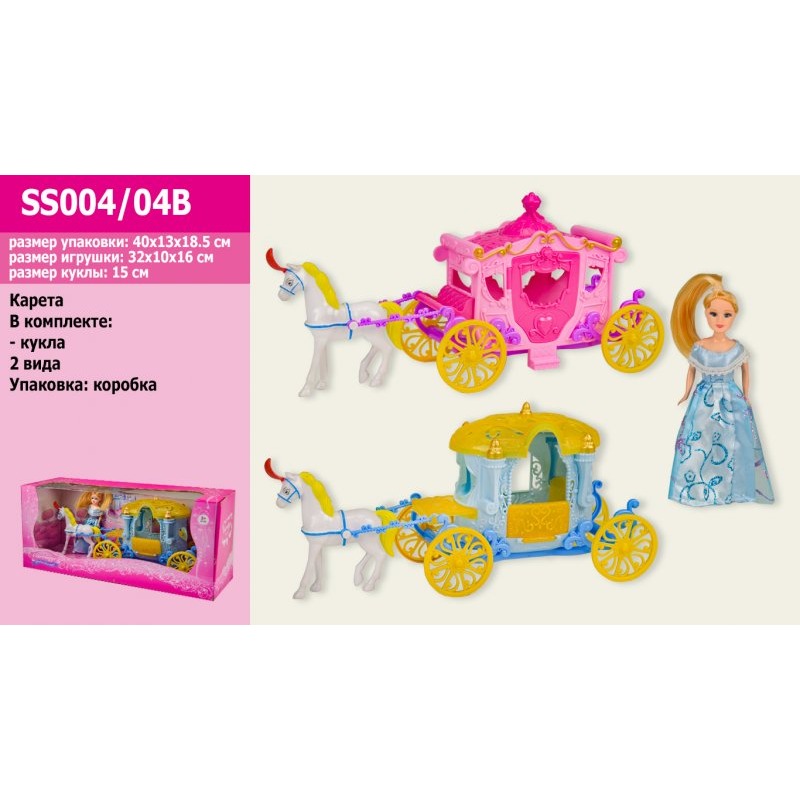 SS004/04B
размер упаковки: 40х13х18.5 см
размер игрушки: 32х10х16 см
размер куклы: 15 см
Карета
В комплекте:
- кукла
2 вида
Упаковка: коробка